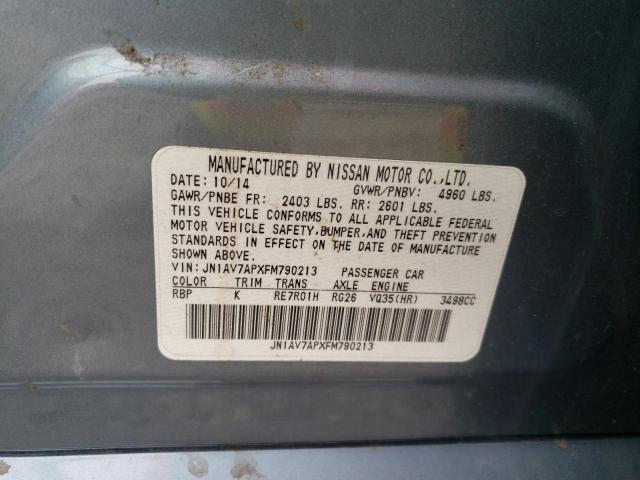 MANUFACTURED BY NISSAN MOTOR CO.,LTD.
DATE: 10/14 GVWR/PNBV: 4960 LBS.
GAWR/PNBE FR: 2403 LBS. RR: 2601 LBS.
THIS VEHICLE CONFORMS TO ALL APPLICABLE FEDERAL
MOTOR VEHICLE SAFETY,BUMPER,AND THEFT PREVENTION
STANDARDS IN EFFECT ON THE DATE OF MANUFACTURE
SHOWN ABOVE.
VIN: JN1AV7APXFM790213 PASSENGER CAR
COLOR TRIM TRANS AXLE ENGINE
RBP K RE7R01H RG26 VQ35(HR) 3498CC
JN1AV7APXFM790213